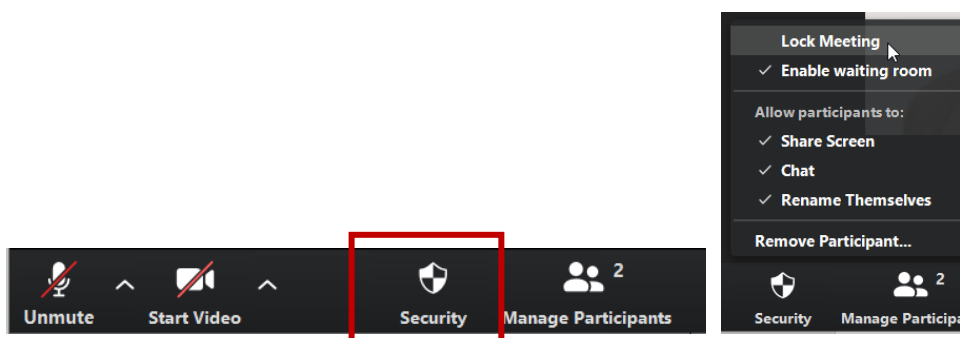 2
Unmute Start Video Security Manage Participants
Lock Meeting
Enable waiting room
Allow participants to:
Share Screen
Chat
Rename Themselves
Remove Participant...
2
Security Manage Particip